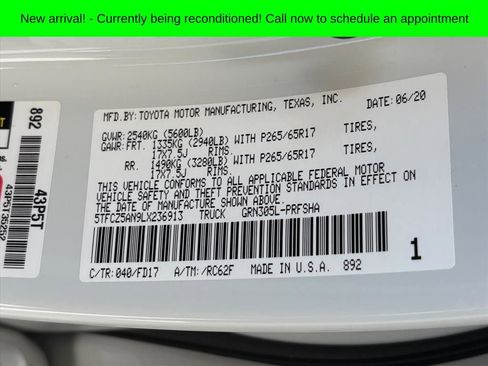 New arrival! - Currently being reconditioned! Call now to schedule an appointment
MFD.BY: TOYOTA MOTOR MANUFACTURING, TEXAS, INC. DATE: 06/20
GVWR: 2540KG (5600LB)
GAWR: FRT. 1335KG (2940LB) WITH P265/65R17 TIRES,
17X7.5J RIMS.
RR. 1490KG (3280LB) WITH P265/65R17 TIRES,
17X7.5J RIMS.
THIS VEHICLE CONFORMS TO ALL APPLICABLE FEDERAL MOTOR
VEHICLE SAFETY AND THEFT PREVENTION STANDARDS IN EFFECT ON
THE DATE OF MANUFACTURE SHOWN ABOVE.
5TFCZ5AN9LX236913 TRUCK GRN305L-PRFSHA
1
C/TR: 040/FD17 A/TM: /RC62F MADE IN U.S.A. 892
892
43P5T